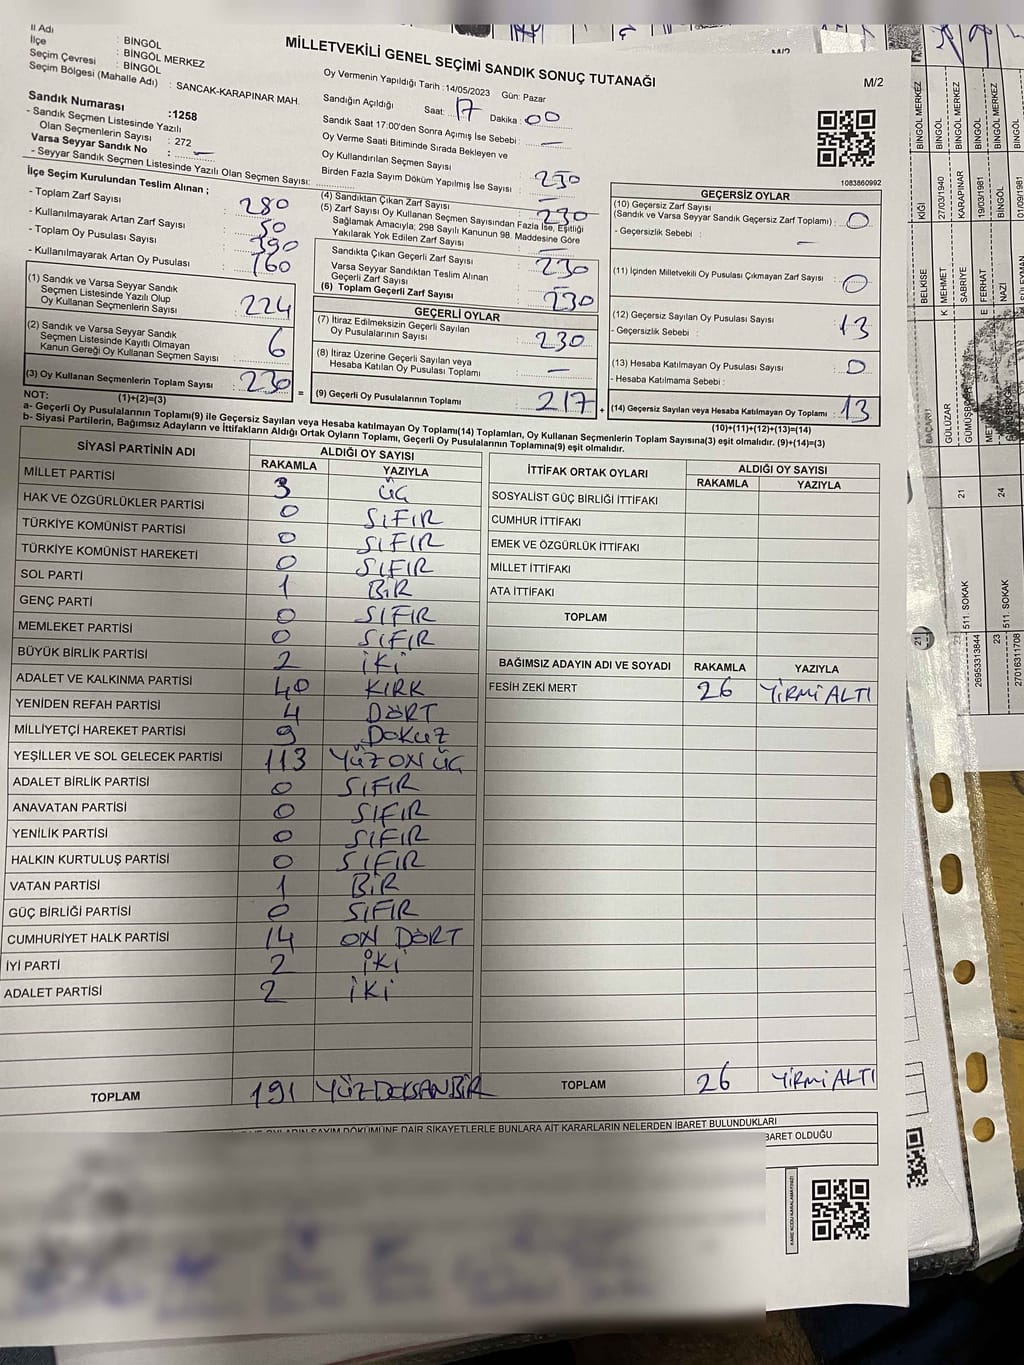 MİLLETVEKİLİ GENEL SEÇİMİ SANDIK SONUÇ TUTANAĞI
M/2
İl Adı : BİNGÖL
İlçe : BİNGÖL MERKEZ
Seçim Çevresi : BİNGÖL
Seçim Bölgesi (Mahalle Adı) : SANCAK-KARAPINAR MAH.
Sandık Numarası :1258
- Sandık Seçmen Listesinde Yazılı
Olan Seçmenlerin Sayısı : 272
Varsa Seyyar Sandık No : —
- Seyyar Sandık Seçmen Listesinde Yazılı Olan Seçmen Sayısı:
Oy Vermenin Yapıldığı Tarih :14/05/2023 Gün: Pazar
Sandığın Açıldığı Saat: 17 Dakika : 00
Sandık Saat 17:00'den Sonra Açımış İse Sebebi : —
Oy Verme Saati Bitiminde Sırada Bekleyen ve
Oy Kullandırılan Seçmen Sayısı
Birden Fazla Sayım Döküm Yapılmış İse Sayısı : 230
İlçe Seçim Kurulundan Teslim Alınan ;
- Toplam Zarf Sayısı : 280
- Kullanılmayarak Artan Zarf Sayısı : 50
- Toplam Oy Pusulası Sayısı : 390
- Kullanılmayarak Artan Oy Pusulası : 160
(1) Sandık ve Varsa Seyyar Sandık
Seçmen Listesinde Yazılı Olup
Oy Kullanan Seçmenlerin Sayısı : 224
(2) Sandık ve Varsa Seyyar Sandık
Seçmen Listesinde Kayıtlı Olmayan
Kanun Gereği Oy Kullanan Seçmen Sayısı : 6
(3) Oy Kullanan Seçmenlerin Toplam Sayısı : 230
(1)+(2)=(3)
(4) Sandıktan Çıkan Zarf Sayısı : 230
(5) Zarf Sayısı Oy Kullanan Seçmen Sayısından Fazla İse, Eşitliği
Sağlamak Amacıyla; 298 Sayılı Kanunun 98. Maddesine Göre
Yakılarak Yok Edilen Zarf Sayısı : —
Sandıkta Çıkan Geçerli Zarf Sayısı : 230
Varsa Seyyar Sandıktan Teslim Alınan
Geçerli Zarf Sayısı : —
(6) Toplam Geçerli Zarf Sayısı : 230
GEÇERLİ OYLAR
(7) İtiraz Edilmeksizin Geçerli Sayılan
Oy Pusulalarının Sayısı : 230
(8) İtiraz Üzerine Geçerli Sayılan veya
Hesaba Katılan Oy Pusulası Toplamı : —
(9) Geçerli Oy Pusulalarının Toplamı : 217
1083860992
GEÇERSİZ OYLAR
(10) Geçersiz Zarf Sayısı
(Sandık ve Varsa Seyyar Sandık Geçersiz Zarf Toplamı) : 0
- Geçersizlik Sebebi : —
(11) İçinden Milletvekili Oy Pusulası Çıkmayan Zarf Sayısı : 0
(12) Geçersiz Sayılan Oy Pusulası Sayısı : 13
- Geçersizlik Sebebi :
(13) Hesaba Katılmayan Oy Pusulası Sayısı : 0
- Hesaba Katılmama Sebebi :
(14) Geçersiz Sayılan veya Hesaba Katılmayan Oy Toplamı : 13
(10)+(11)+(12)+(13)=(14)
NOT:
a- Geçerli Oy Pusulalarının Toplamı(9) ile Geçersiz Sayılan veya Hesaba Katılmayan Oy Toplamı(14) Toplamları, Oy Kullanan Seçmenlerin Toplam Sayısına(3) eşit olmalıdır. (9)+(14)=(3)
b- Siyasi Partilerin, Bağımsız Adayların ve İttifakların Aldığı Ortak Oyların Toplamı, Geçerli Oy Pusulalarının Toplamına(9) eşit olmalıdır.
SİYASİ PARTİNİN ADI ALDIĞI OY SAYISI
RAKAMLA YAZIYLA
MİLLET PARTİSİ 3 ÜÇ
HAK VE ÖZGÜRLÜKLER PARTİSİ 0 SIFIR
TÜRKİYE KOMÜNİST PARTİSİ 0 SIFIR
TÜRKİYE KOMÜNİST HAREKETİ 0 SIFIR
SOL PARTİ 1 BİR
GENÇ PARTİ 0 SIFIR
MEMLEKET PARTİSİ 0 SIFIR
BÜYÜK BİRLİK PARTİSİ 2 İKİ
ADALET VE KALKINMA PARTİSİ 40 KIRK
YENİDEN REFAH PARTİSİ 4 DÖRT
MİLLİYETÇİ HAREKET PARTİSİ 9 DOKUZ
YEŞİLLER VE SOL GELECEK PARTİSİ 113 YÜZ ON ÜÇ
ADALET BİRLİK PARTİSİ 0 SIFIR
ANAVATAN PARTİSİ 0 SIFIR
YENİLİK PARTİSİ 0 SIFIR
HALKIN KURTULUŞ PARTİSİ 0 SIFIR
VATAN PARTİSİ 1 BİR
GÜÇ BİRLİĞİ PARTİSİ 0 SIFIR
CUMHURİYET HALK PARTİSİ 14 ON DÖRT
İYİ PARTİ 2 İKİ
ADALET PARTİSİ 2 İKİ
TOPLAM 191 YÜZDOKSANBİR
İTTİFAK ORTAK OYLARI ALDIĞI OY SAYISI
RAKAMLA YAZIYLA
SOSYALİST GÜÇ BİRLİĞİ İTTİFAKI
CUMHUR İTTİFAKI
EMEK VE ÖZGÜRLÜK İTTİFAKI
MİLLET İTTİFAKI
ATA İTTİFAKI
TOPLAM
BAĞIMSIZ ADAYIN ADI VE SOYADI RAKAMLA YAZIYLA
FESİH ZEKİ MERT 26 YİRMİ ALTI
TOPLAM 26 YİRMİ ALTI
SAYIM DÖKÜMÜNE DAİR ŞİKAYETLERLE BUNLARA AİT KARARLARIN NELERDEN İBARET BULUNDUKLARI
BARET OLDUĞU
BİNGÖL MERKEZ
KİĞI
BELKISE
BİNGÖL
27/03/1940
K MEHMET
GÜLÜZAR
BİNGÖL MERKEZ
KARAPINAR
SABRİYE
21
511. SOKAK
26953313844
BİNGÖL
19/03/1981
E FERHAT
BİNGÖL
NAZİ
24
23
511. SOKAK
27016311708
01/09/1981
21